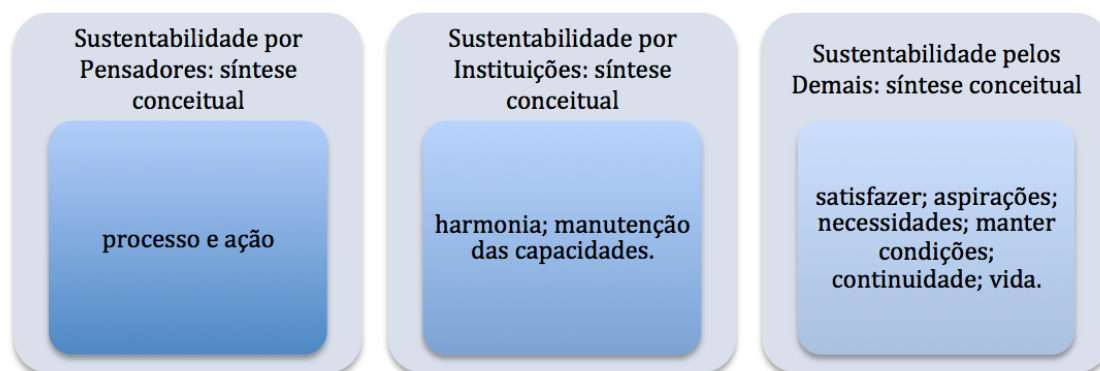 Sustentabilidade por
Pensadores: síntese
conceitual
processo e ação
Sustentabilidade por
Instituições: síntese
conceitual
harmonia; manutenção
das capacidades.
Sustentabilidade pelos
Demais: síntese conceitual
satisfazer; aspirações;
necessidades; manter
condições;
continuidade; vida.